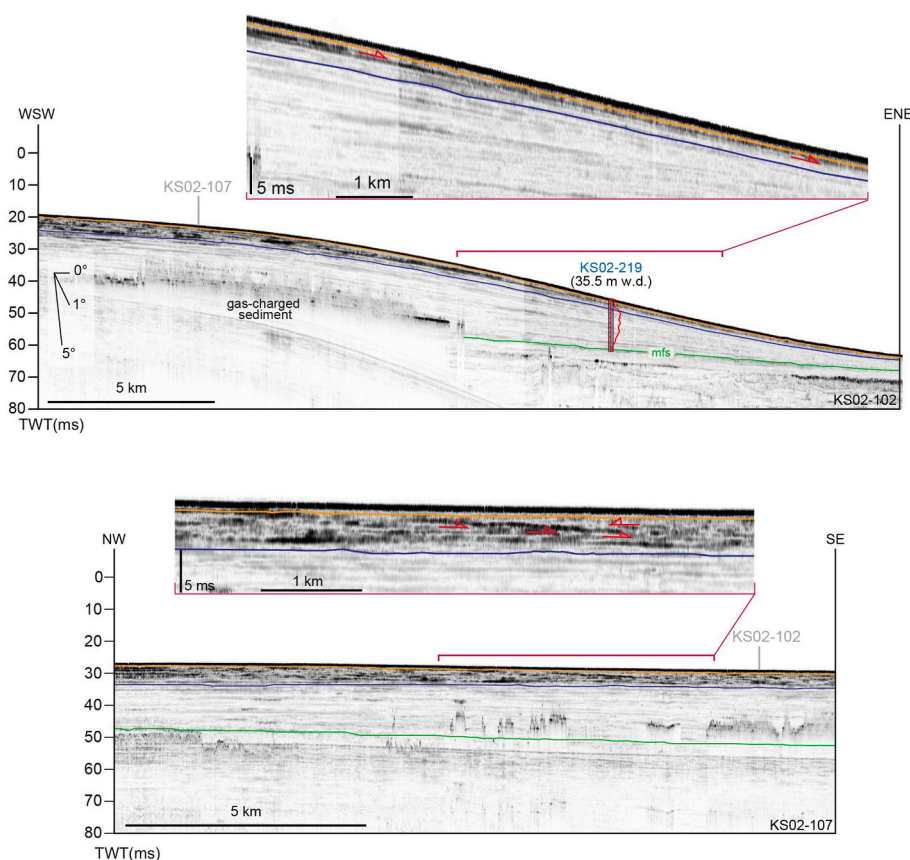 WSW
ENE
0
10
20
30
40
50
60
70
80
TWT(ms)
5 ms
1 km
KS02-107
KS02-219
(35.5 m w.d.)
0°
1°
5°
gas-charged
sediment
mfs
5 km
KS02-102
NW
SE
0
10
20
30
40
50
60
70
80
TWT(ms)
5 ms
1 km
KS02-102
5 km
KS02-107